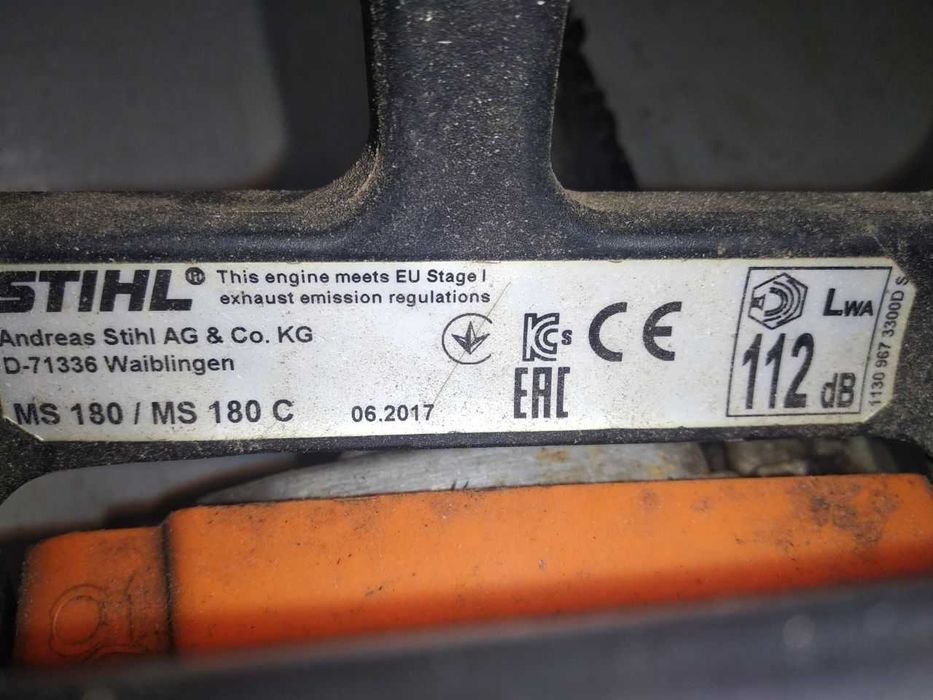 STIHL®
This engine meets EU Stage I
exhaust emission regulations
Andreas Stihl AG & Co. KG
D-71336 Waiblingen
MS 180 / MS 180 C
06.2017
KCs
CE
EAC
LWA
112 dB
1130 967 3300D S